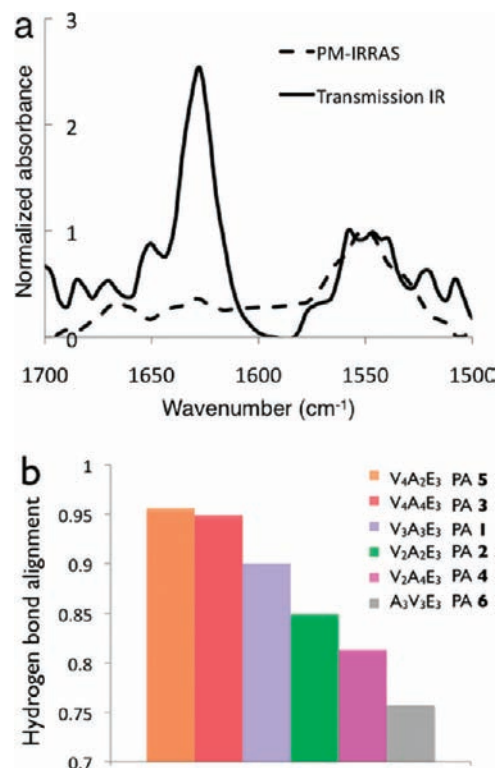 a
3
2
1
0
Normalized absorbance
PM-IRRAS
Transmission IR
1700 1650 1600 1550 1500
Wavenumber (cm⁻¹)
b
1
0.95
0.9
0.85
0.8
0.75
0.7
Hydrogen bond alignment
V₄A₂E₃ PA 5
V₄A₄E₃ PA 3
V₃A₃E₃ PA 1
V₂A₂E₃ PA 2
V₂A₄E₃ PA 4
A₃V₃E₃ PA 6